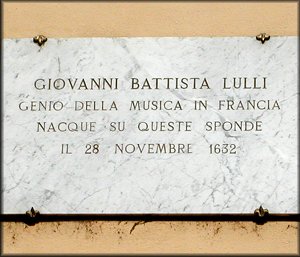 GIOVANNI BATTISTA LULLI
GENIO DELLA MUSICA IN FRANCIA
NACQUE SU QUESTE SPONDE
IL 28 NOVEMBRE 1632